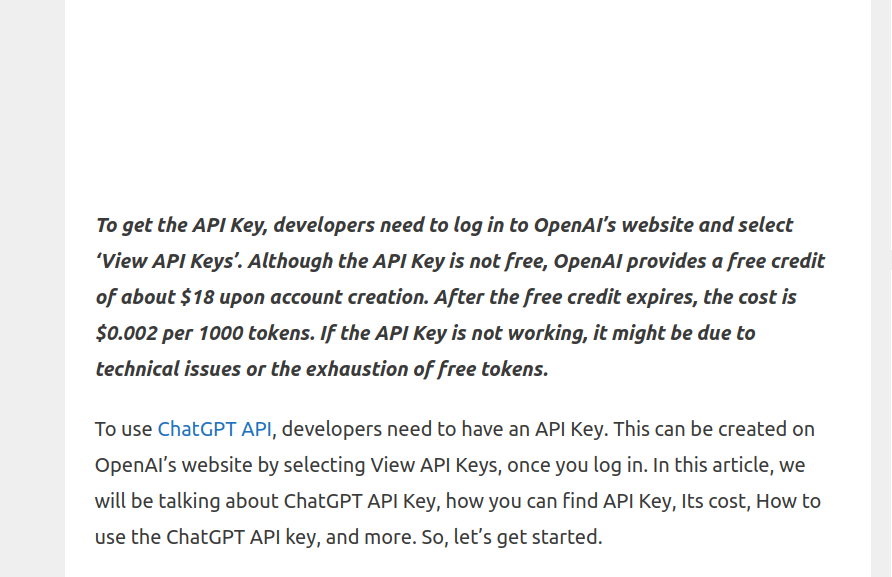 To get the API Key, developers need to log in to OpenAI’s website and select
‘View API Keys’. Although the API Key is not free, OpenAI provides a free credit
of about $18 upon account creation. After the free credit expires, the cost is
$0.002 per 1000 tokens. If the API Key is not working, it might be due to
technical issues or the exhaustion of free tokens.
To use ChatGPT API, developers need to have an API Key. This can be created on
OpenAI’s website by selecting View API Keys, once you log in. In this article, we
will be talking about ChatGPT API Key, how you can find API Key, Its cost, How to
use the ChatGPT API key, and more. So, let’s get started.